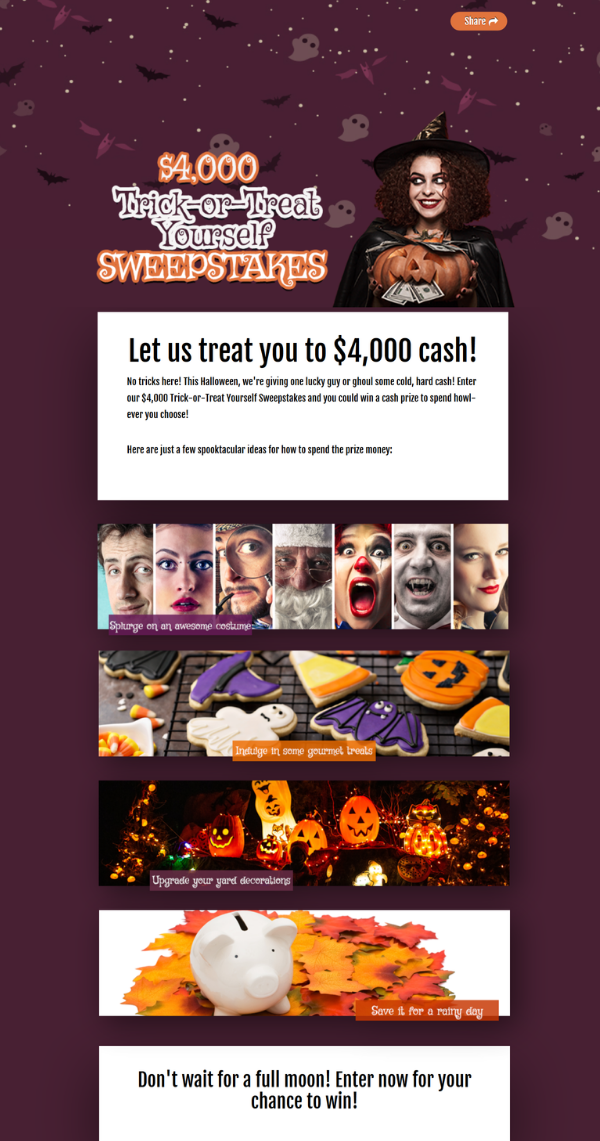 Share
$4,000
Trick-or-Treat
Yourself
SWEEPSTAKES
Let us treat you to $4,000 cash!
No tricks here! This Halloween, we're giving one lucky guy or ghoul some cold, hard cash! Enter
our $4,000 Trick-or-Treat Yourself Sweepstakes and you could win a cash prize to spend howl-
ever you choose!
Here are just a few spooktacular ideas for how to spend the prize money:
Splurge on an awesome costume
Indulge in some gourmet treats
Upgrade your yard decorations
Save it for a rainy day
Don't wait for a full moon! Enter now for your
chance to win!